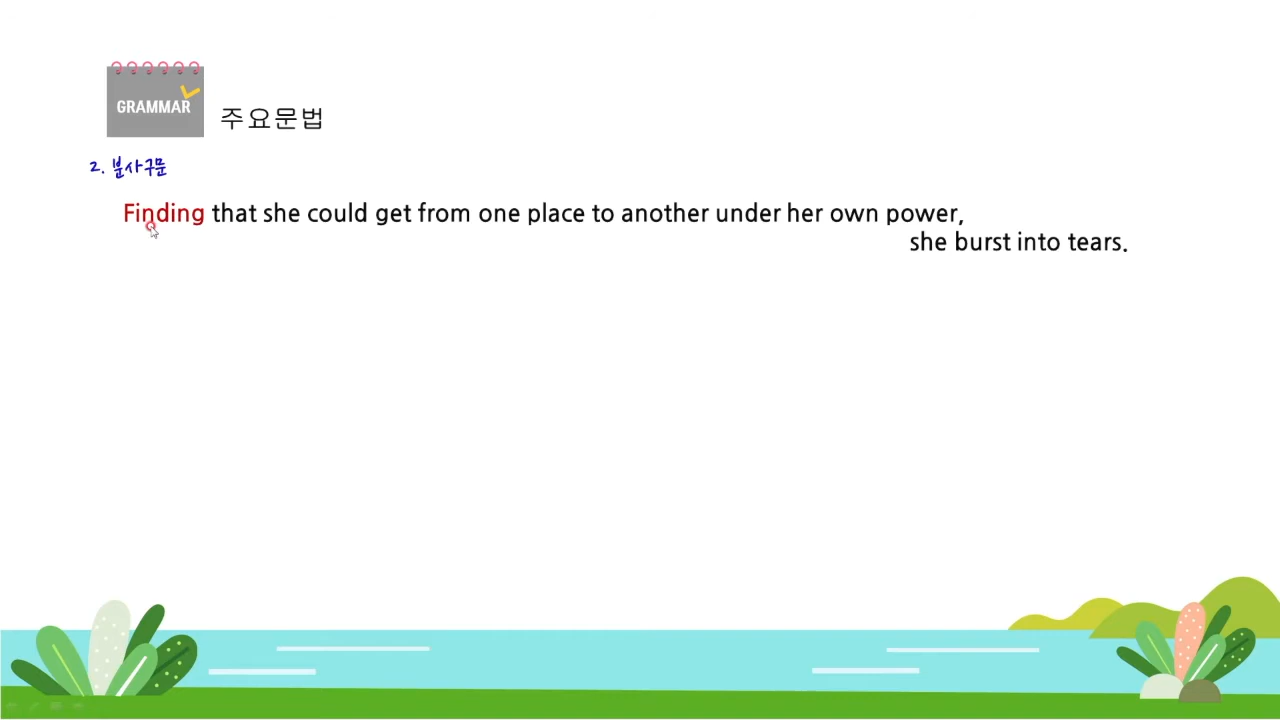 GRAMMAR
주요문법
2. 분사구문
Finding that she could get from one place to another under her own power,
she burst into tears.